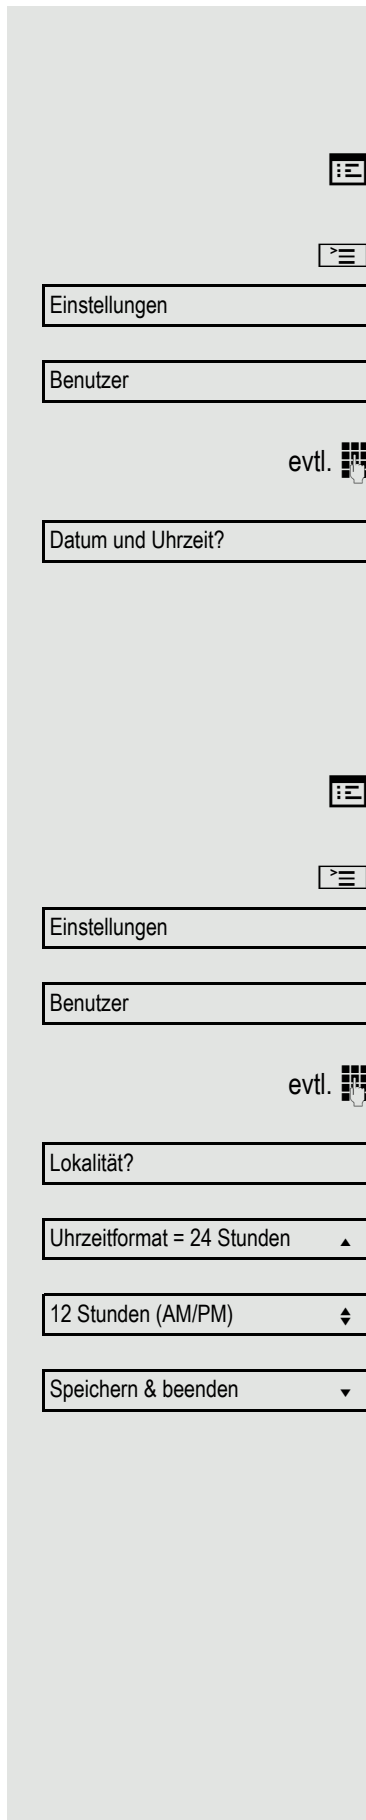 Einstellungen
Benutzer
evtl.
Datum und Uhrzeit?
Einstellungen
Benutzer
evtl.
Lokalität?
Uhrzeitformat = 24 Stunden
12 Stunden (AM/PM)
Speichern & beenden